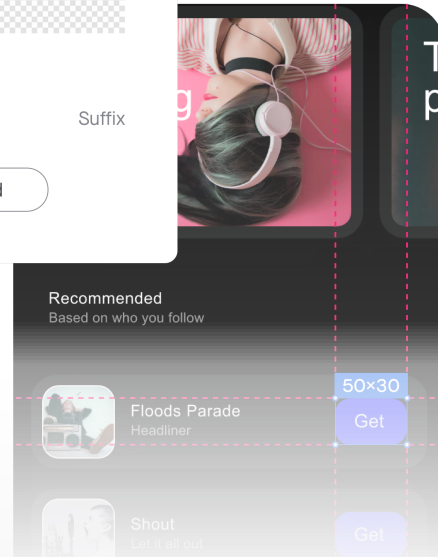 Suffix
g
T
p
d
Recommended
Based on who you follow
50×30
Floods Parade
Headliner
Get
Shout
Let it all out
Get